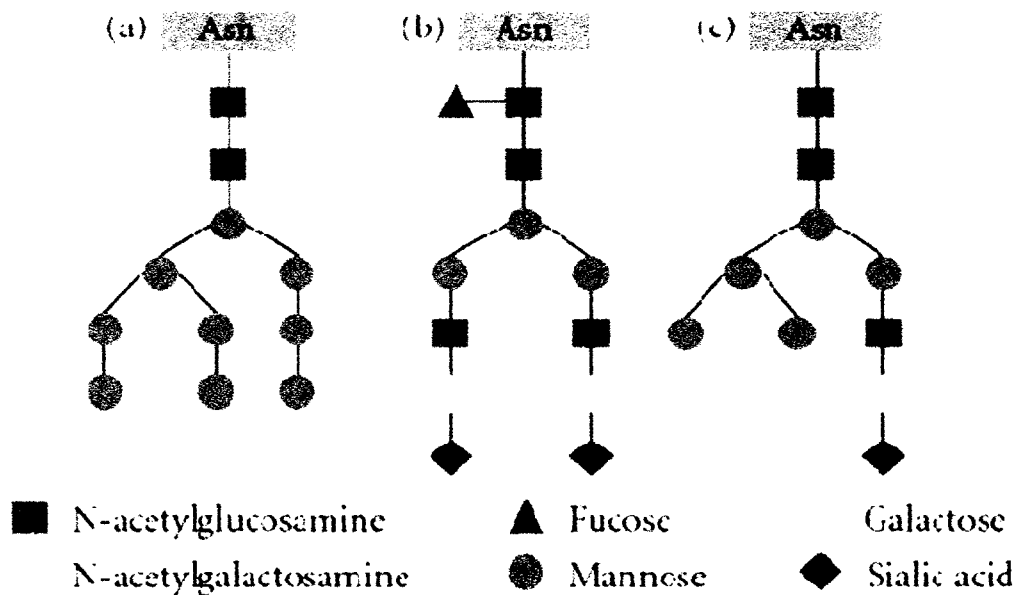 (a) Asn (b) Asn (c) Asn
N-acetylglucosamine Fucose Galactose
N-acetylgalactosamine Mannose Sialic acid